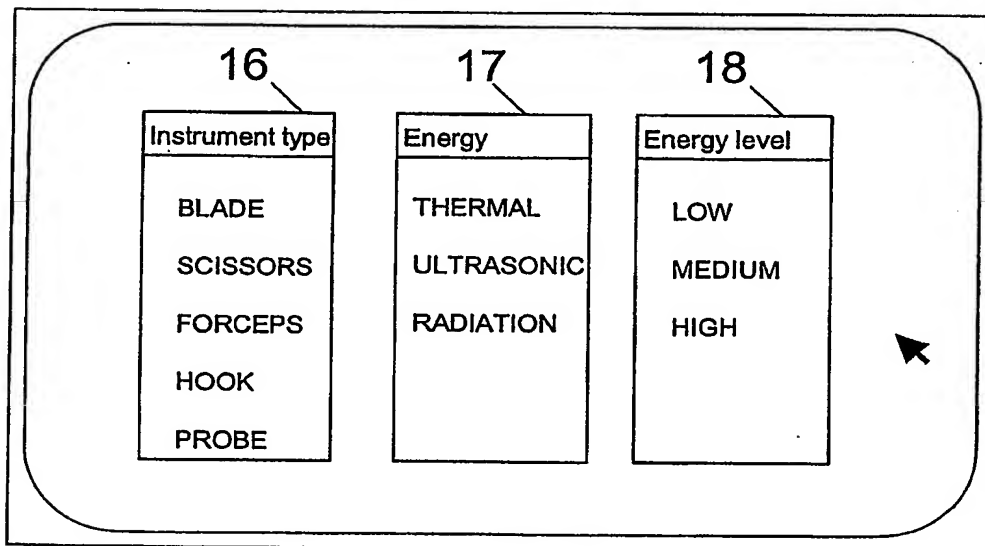 16
17
18
Instrument type
BLADE
SCISSORS
FORCEPS
HOOK
PROBE
Energy
THERMAL
ULTRASONIC
RADIATION
Energy level
LOW
MEDIUM
HIGH